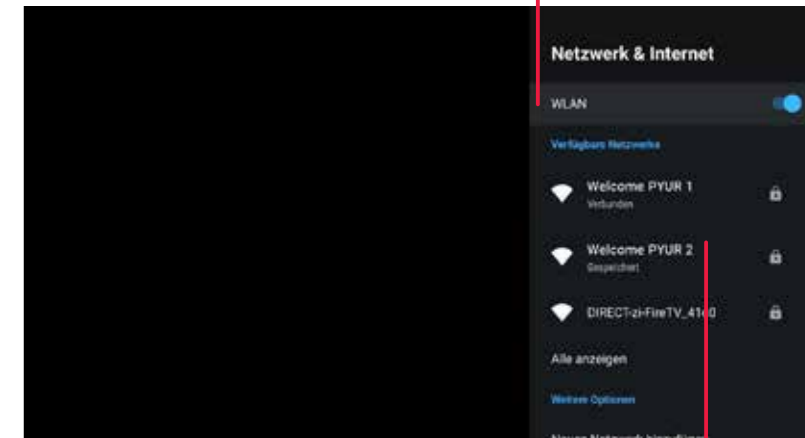 Netzwerk & Internet
WLAN
Verfügbare Netzwerke
Welcome PYUR 1
Verbunden
Welcome PYUR 2
Gespeichert
Alle anzeigen
Weitere Optionen